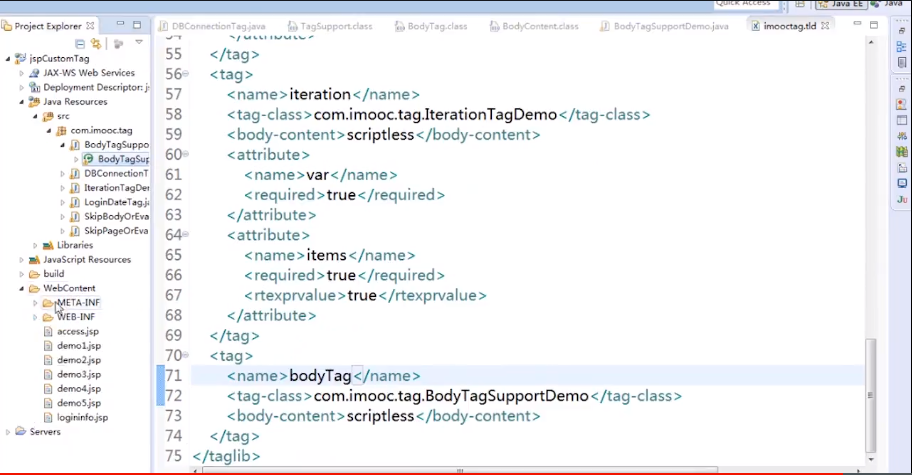 Quick Access
Java EE
Java
Project Explorer
DBConnectionTag.java
TagSupport.class
BodyTag.class
BodyContent.class
BodyTagSupportDemo.java
imooctag.tld
jspCustomTag
JAX-WS Web Services
Deployment Descriptor: js
Java Resources
src
com.imooc.tag
BodyTagSuppo
BodyTagSup
DBConnectionT
IterationTagDer
LoginDateTag.ja
SkipBodyOrEva
SkipPageOrEval
Libraries
JavaScript Resources
build
WebContent
META-INF
WEB-INF
access.jsp
demo1.jsp
demo2.jsp
demo3.jsp
demo4.jsp
demo5.jsp
logininfo.jsp
Servers
54 </attribute>
55 </tag>
56 <tag>
57 <name>iteration</name>
58 <tag-class>com.imooc.tag.IterationTagDemo</tag-class>
59 <body-content>scriptless</body-content>
60 <attribute>
61 <name>var</name>
62 <required>true</required>
63 </attribute>
64 <attribute>
65 <name>items</name>
66 <required>true</required>
67 <rtexprvalue>true</rtexprvalue>
68 </attribute>
69 </tag>
70 <tag>
71 <name>bodyTag</name>
72 <tag-class>com.imooc.tag.BodyTagSupportDemo</tag-class>
73 <body-content>scriptless</body-content>
74 </tag>
75 </taglib>